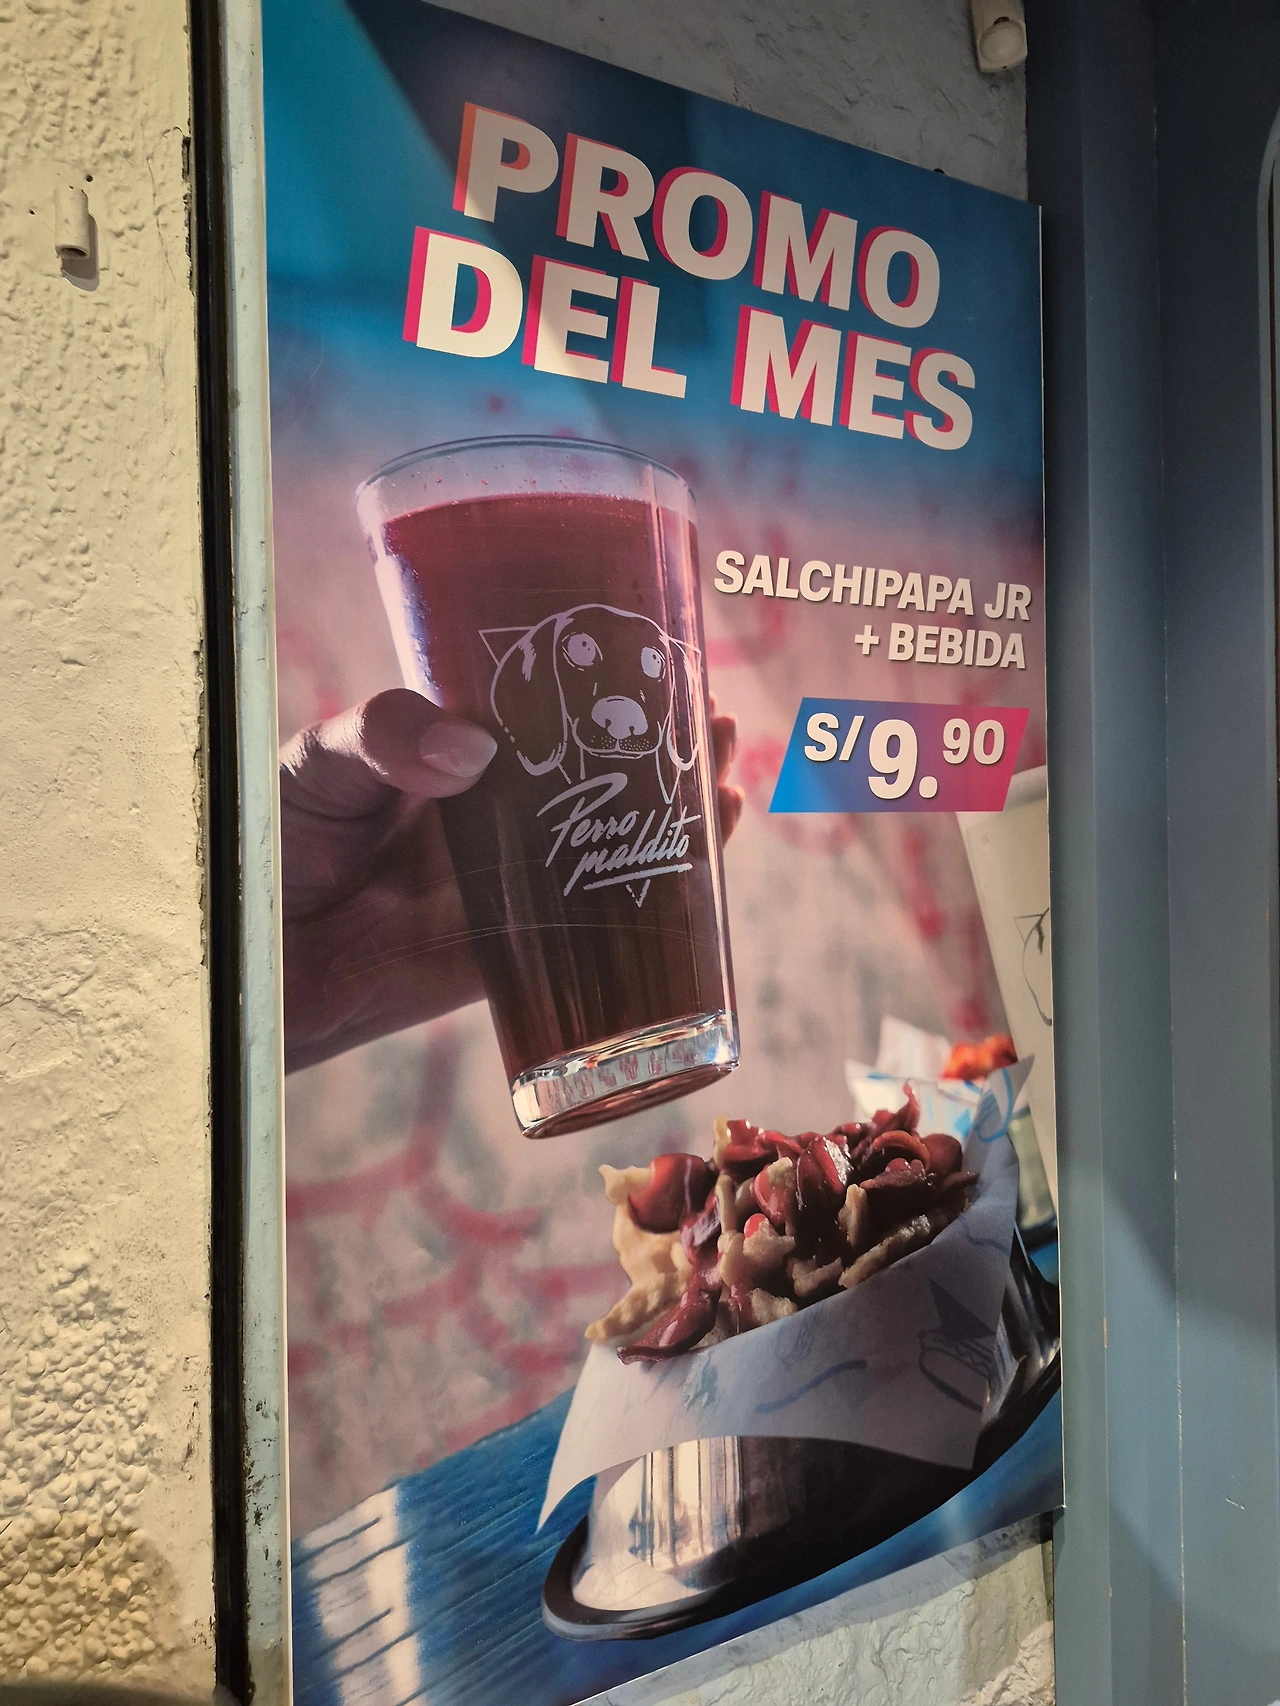 PROMO
DEL MES
SALCHIPAPA JR
+ BEBIDA
S/9.90
Perro
maldito